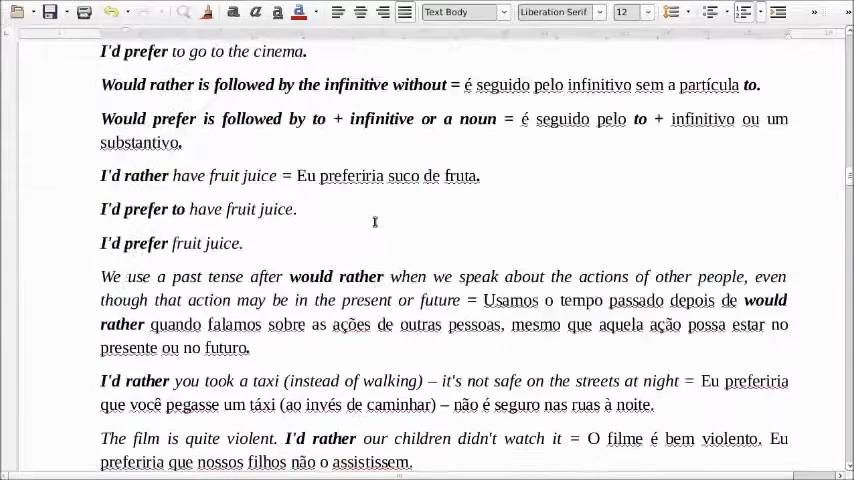 Text Body
Liberation Serif
12
I'd prefer to go to the cinema.
Would rather is followed by the infinitive without = é seguido pelo infinitivo sem a partícula to.
Would prefer is followed by to + infinitive or a noun = é seguido pelo to + infinitivo ou um
substantivo.
I'd rather have fruit juice = Eu preferiria suco de fruta.
I'd prefer to have fruit juice.
I'd prefer fruit juice.
We use a past tense after would rather when we speak about the actions of other people, even
though that action may be in the present or future = Usamos o tempo passado depois de would
rather quando falamos sobre as ações de outras pessoas, mesmo que aquela ação possa estar no
presente ou no futuro.
I'd rather you took a taxi (instead of walking) – it's not safe on the streets at night = Eu preferiria
que você pegasse um táxi (ao invés de caminhar) – não é seguro nas ruas à noite.
The film is quite violent. I'd rather our children didn't watch it = O filme é bem violento. Eu
preferiria que nossos filhos não o assistissem.